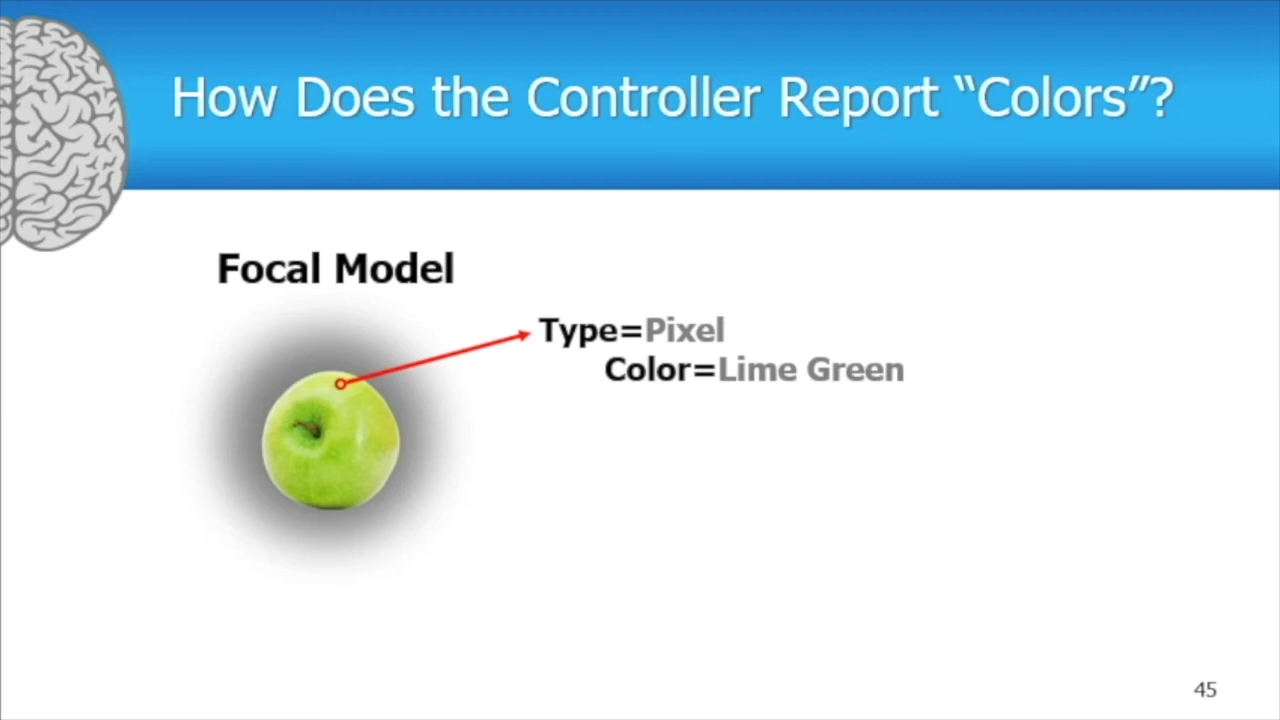 How Does the Controller Report “Colors”?
Focal Model
Type=Pixel
Color=Lime Green
45